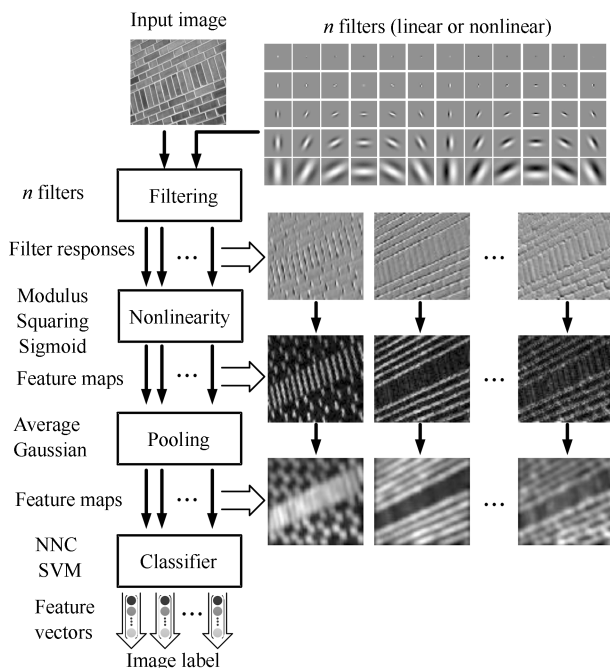 Input image
n filters (linear or nonlinear)
n filters
Filtering
Filter responses
...
...
Modulus
Squaring
Sigmoid
Nonlinearity
Feature maps
...
...
Average
Gaussian
Pooling
Feature maps
...
...
NNC
SVM
Classifier
Feature
vectors
...
Image label